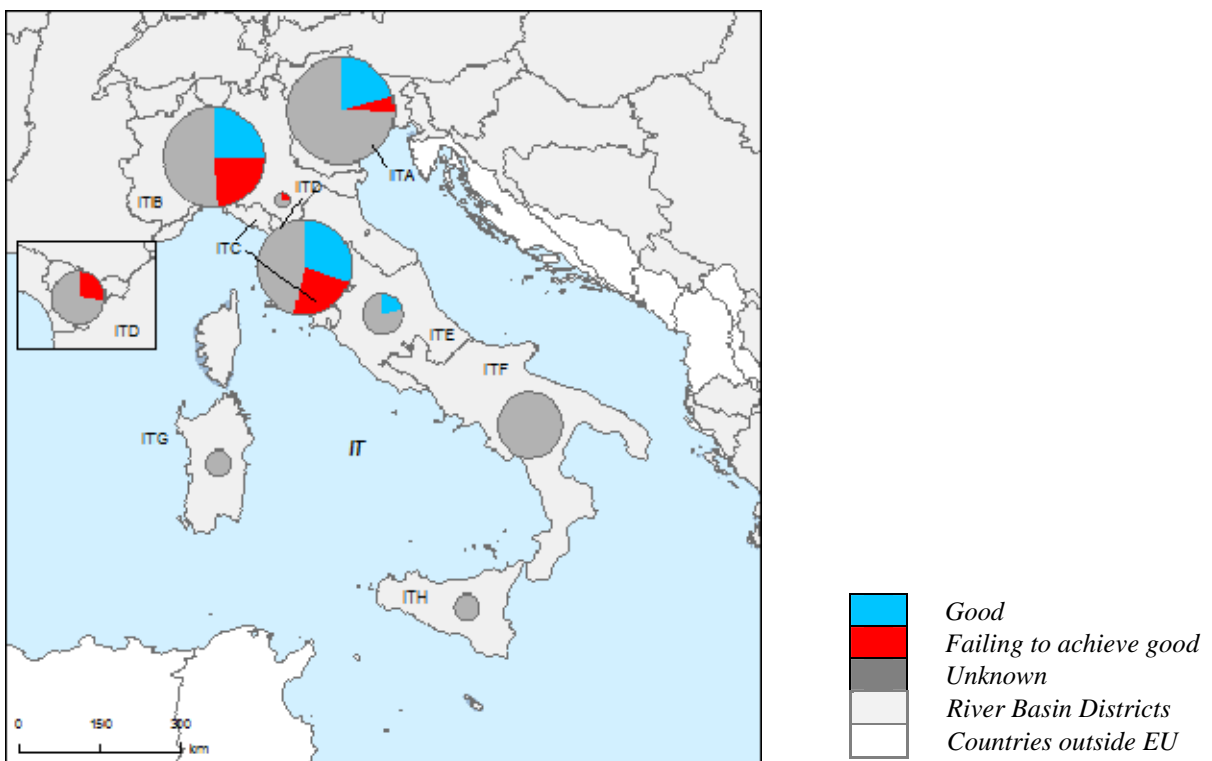 ITA
ITD
ITB
ITC
ITD
ITE
ITF
ITG
IT
ITH
0 150 300
km
Good
Failing to achieve good
Unknown
River Basin Districts
Countries outside EU